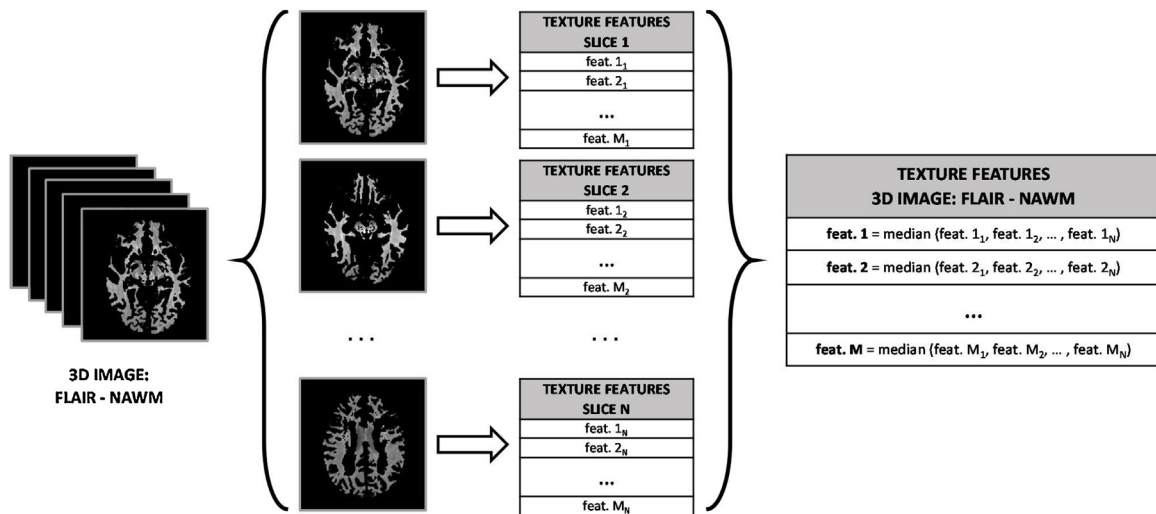 3D IMAGE:
FLAIR - NAWM
TEXTURE FEATURES
SLICE 1
feat. 1₁
feat. 2₁
...
feat. M₁
TEXTURE FEATURES
SLICE 2
feat. 1₂
feat. 2₂
...
feat. M₂
. . .
. . .
TEXTURE FEATURES
SLICE N
feat. 1ₙ
feat. 2ₙ
...
feat. Mₙ
TEXTURE FEATURES
3D IMAGE: FLAIR - NAWM
feat. 1 = median (feat. 1₁, feat. 1₂, ... , feat. 1ₙ)
feat. 2 = median (feat. 2₁, feat. 2₂, ... , feat. 2ₙ)
...
feat. M = median (feat. M₁, feat. M₂, ... , feat. Mₙ)